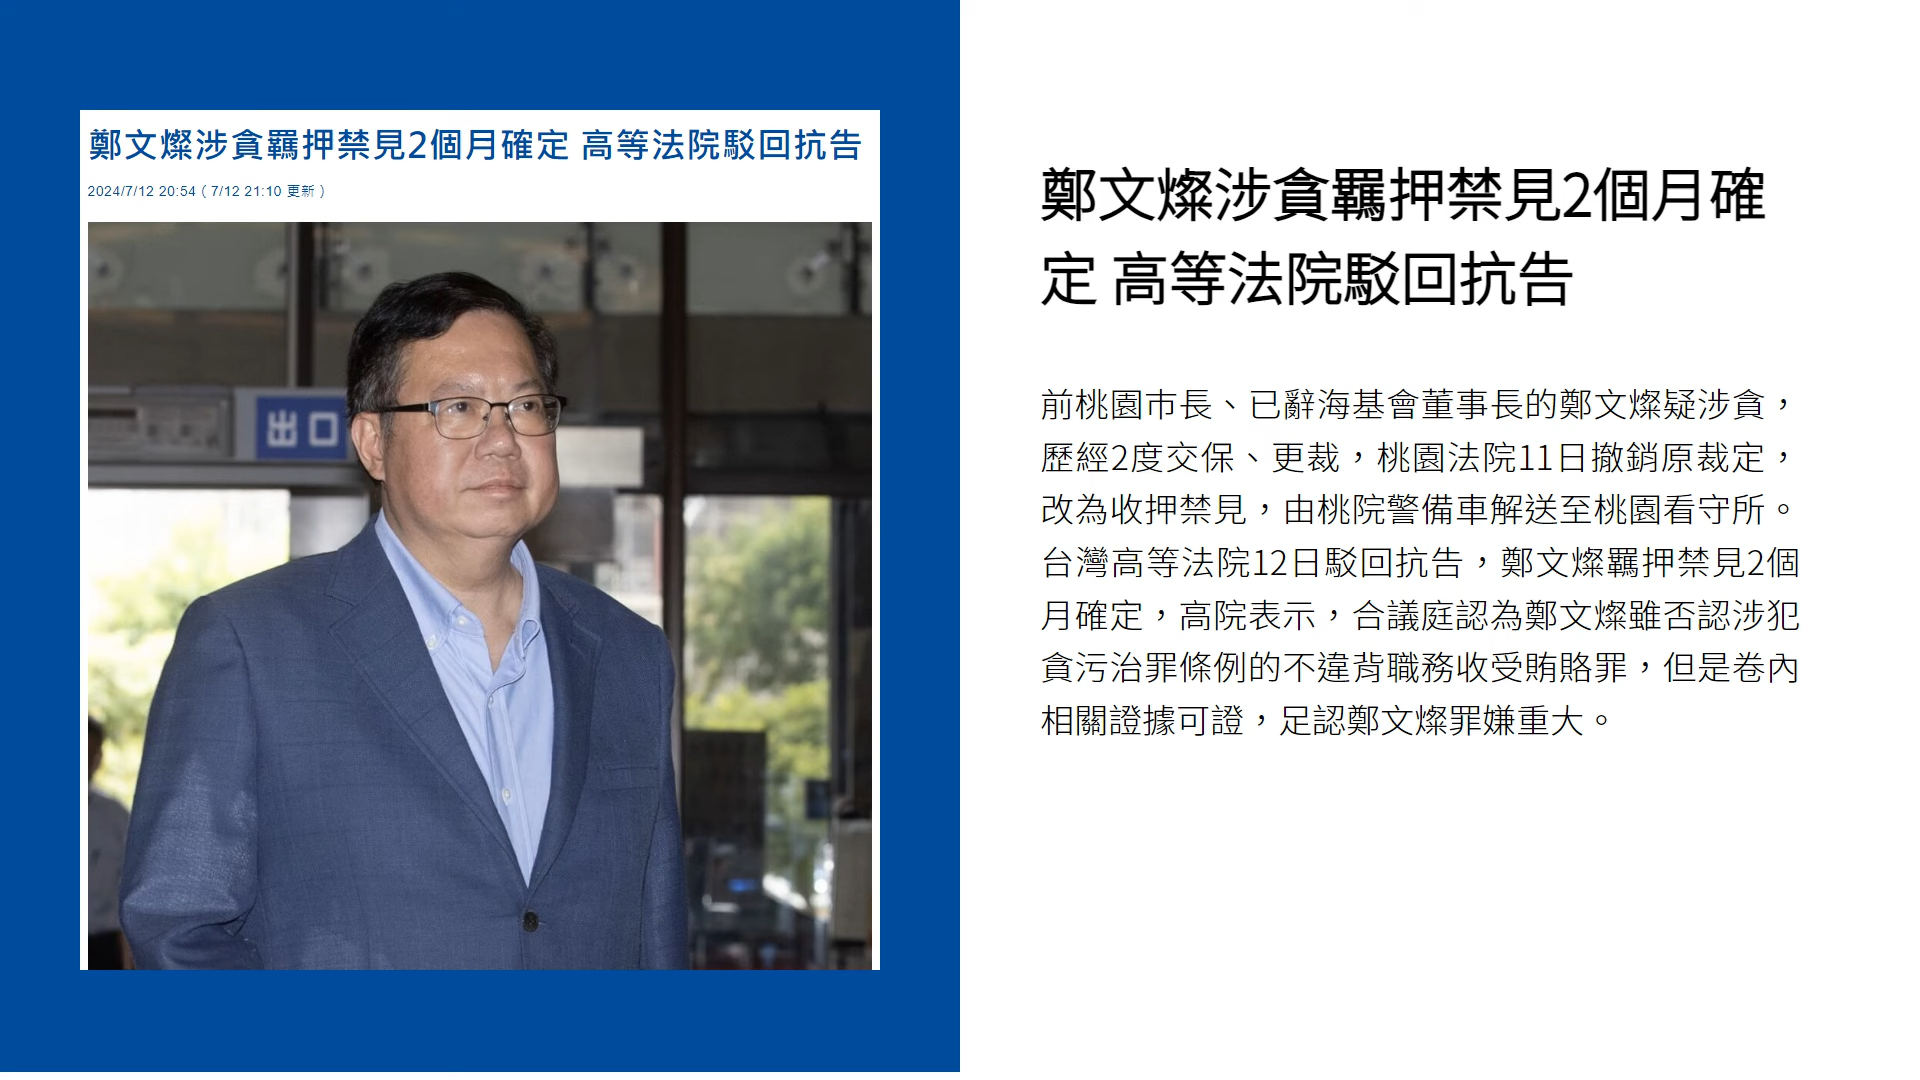 鄭文燦涉貪羈押禁見2個月確定 高等法院駁回抗告
2024/7/12 20:54（7/12 21:10 更新）
出口
鄭文燦涉貪羈押禁見2個月確
定 高等法院駁回抗告
前桃園市長、已辭海基會董事長的鄭文燦疑涉貪，
歷經2度交保、更裁，桃園法院11日撤銷原裁定，
改為收押禁見，由桃院警備車解送至桃園看守所。
台灣高等法院12日駁回抗告，鄭文燦羈押禁見2個
月確定，高院表示，合議庭認為鄭文燦雖否認涉犯
貪污治罪條例的不違背職務收受賄賂罪，但是卷內
相關證據可證，足認鄭文燦罪嫌重大。